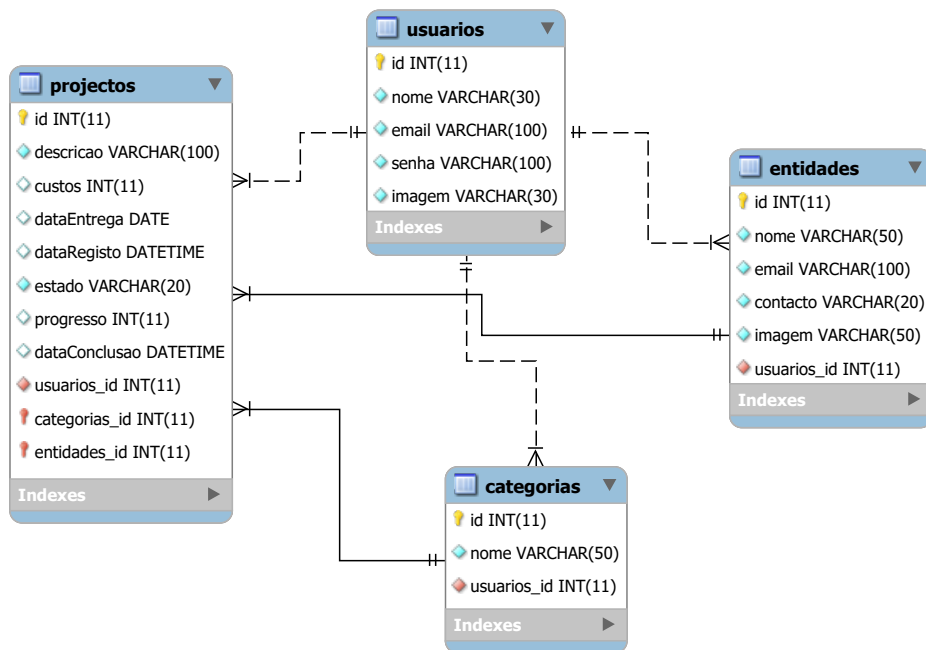 usuarios
id INT(11)
nome VARCHAR(30)
email VARCHAR(100)
senha VARCHAR(100)
imagem VARCHAR(30)
Indexes
projectos
id INT(11)
descricao VARCHAR(100)
custos INT(11)
dataEntrega DATE
dataRegisto DATETIME
estado VARCHAR(20)
progresso INT(11)
dataConclusao DATETIME
usuarios_id INT(11)
categorias_id INT(11)
entidades_id INT(11)
Indexes
entidades
id INT(11)
nome VARCHAR(50)
email VARCHAR(100)
contacto VARCHAR(20)
imagem VARCHAR(50)
usuarios_id INT(11)
Indexes
categorias
id INT(11)
nome VARCHAR(50)
usuarios_id INT(11)
Indexes